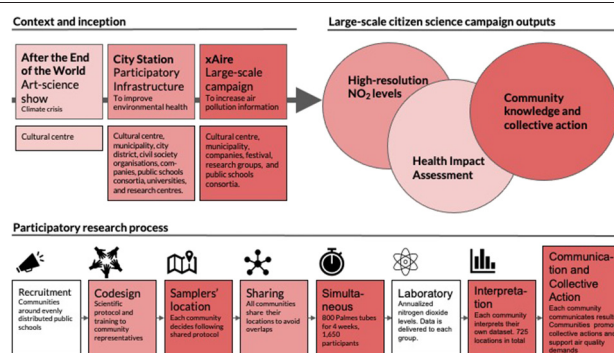 Context and inception
After the End
of the World
Art-science
show
Climate crisis
City Station
Participatory
Infrastructure
To improve
environmental health
xAire
Large-scale
campaign
To increase air
pollution information
Cultural centre
Cultural centre,
municipality, city
district, civil society
organisations, com-
panies, public schools
consortia, universities,
and research centres.
Cultural centre,
municipality,
companies, festival,
research groups, and
public schools
consortia.
Large-scale citizen science campaign outputs
High-resolution
NO₂ levels
Health Impact
Assessment
Community
knowledge and
collective action
Participatory research process
Recruitment
Communities
around evenly
distributed public
schools
Codesign
Scientific
protocol and
training to
community
representatives
Samplers'
location
Each community
decides following
shared protocol
Sharing
All communities
share their
locations to avoid
overlaps
Simulta-
neous
800 Palmes tubes
for 4 weeks,
1,650
participants
Laboratory
Annualized
nitrogen dioxide
levels. Data is
delivered to each
group.
Interpreta-
tion
Each community
interprets their
own dataset. 725
locations in total
Communica-
tion and
Collective
Action
Each community
communicates result
Communities promo
collective actions and
support air quality
demands